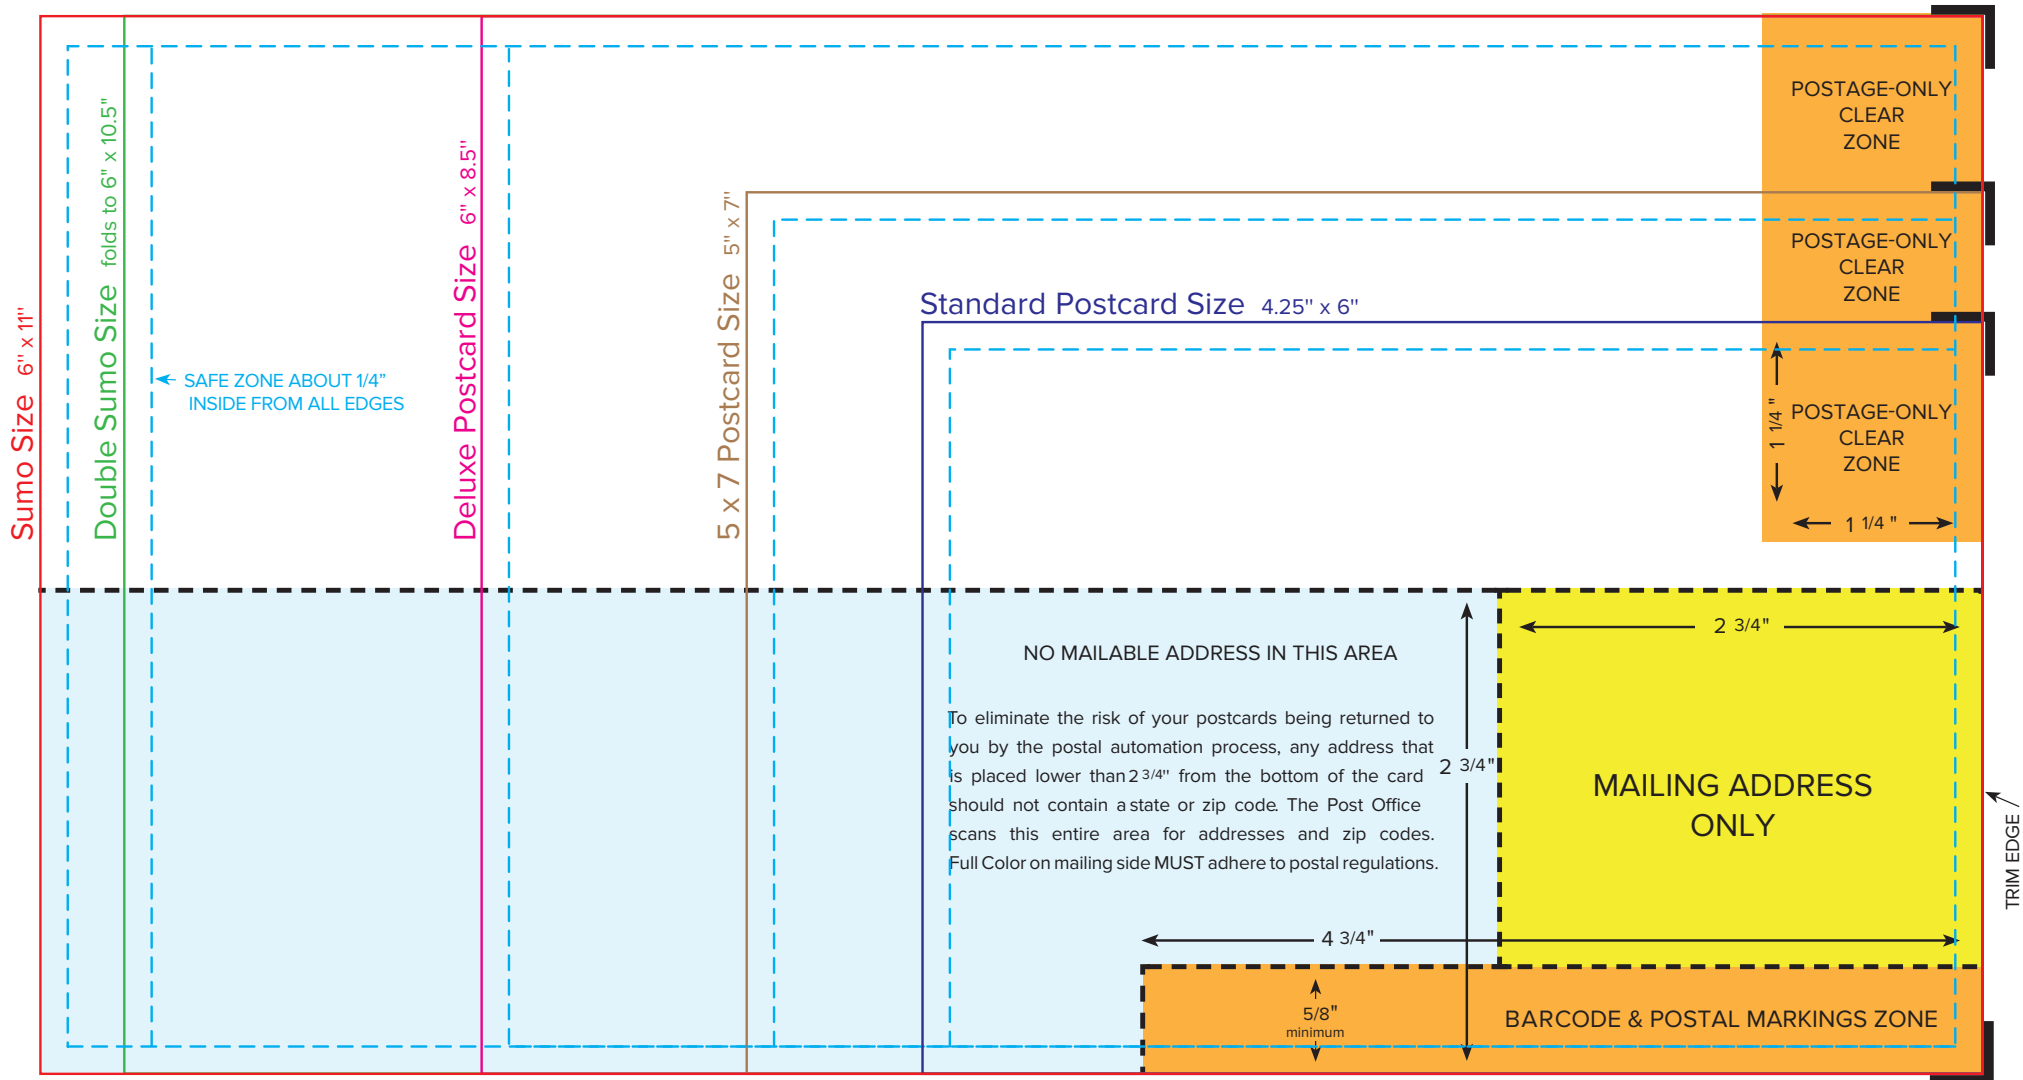 Sumo Size 6" x 11"
Double Sumo Size folds to 6" x 10.5"
Deluxe Postcard Size 6" x 8.5"
5 x 7 Postcard Size 5" x 7"
Standard Postcard Size 4.25" x 6"
SAFE ZONE ABOUT 1/4”
INSIDE FROM ALL EDGES
POSTAGE-ONLY
CLEAR
ZONE
POSTAGE-ONLY
CLEAR
ZONE
POSTAGE-ONLY
CLEAR
ZONE
1 1/4 "
1 1/4 "
NO MAILABLE ADDRESS IN THIS AREA
To eliminate the risk of your postcards being returned to
you by the postal automation process, any address that
is placed lower than 2 3/4" from the bottom of the card
should not contain a state or zip code. The Post Office
scans this entire area for addresses and zip codes.
Full Color on mailing side MUST adhere to postal regulations.
2 3/4"
2 3/4"
MAILING ADDRESS
ONLY
TRIM EDGE
4 3/4"
5/8"
minimum
BARCODE & POSTAL MARKINGS ZONE